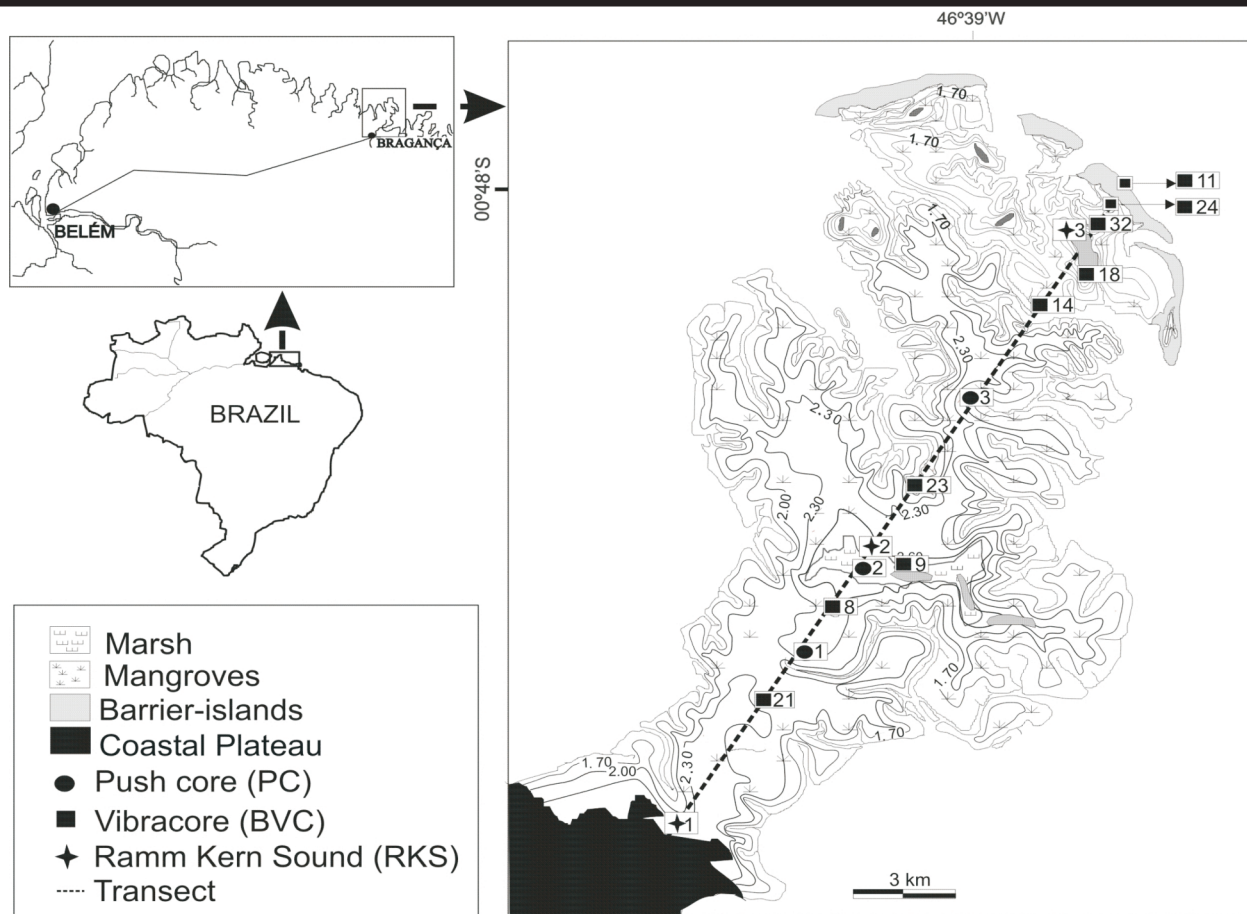 46º39'W
BRAGANÇA
BELÉM
00º48'S
BRAZIL
Marsh
Mangroves
Barrier-islands
Coastal Plateau
Push core (PC)
Vibracore (BVC)
Ramm Kern Sound (RKS)
Transect
1.70
1.70
1.70
11
24
32
3
18
14
2.30
3
2.30
23
2.00
2.30
2.30
2
2
9
8
1
1.70
21
1.70
2.30
1.70
2.00
1
3 km